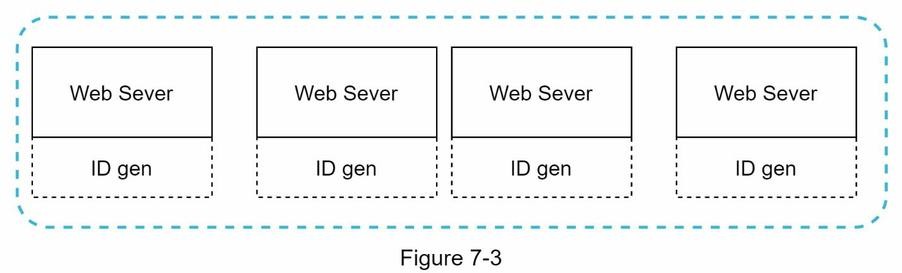 Web Sever Web Sever Web Sever Web Sever
ID gen ID gen ID gen ID gen
Figure 7-3